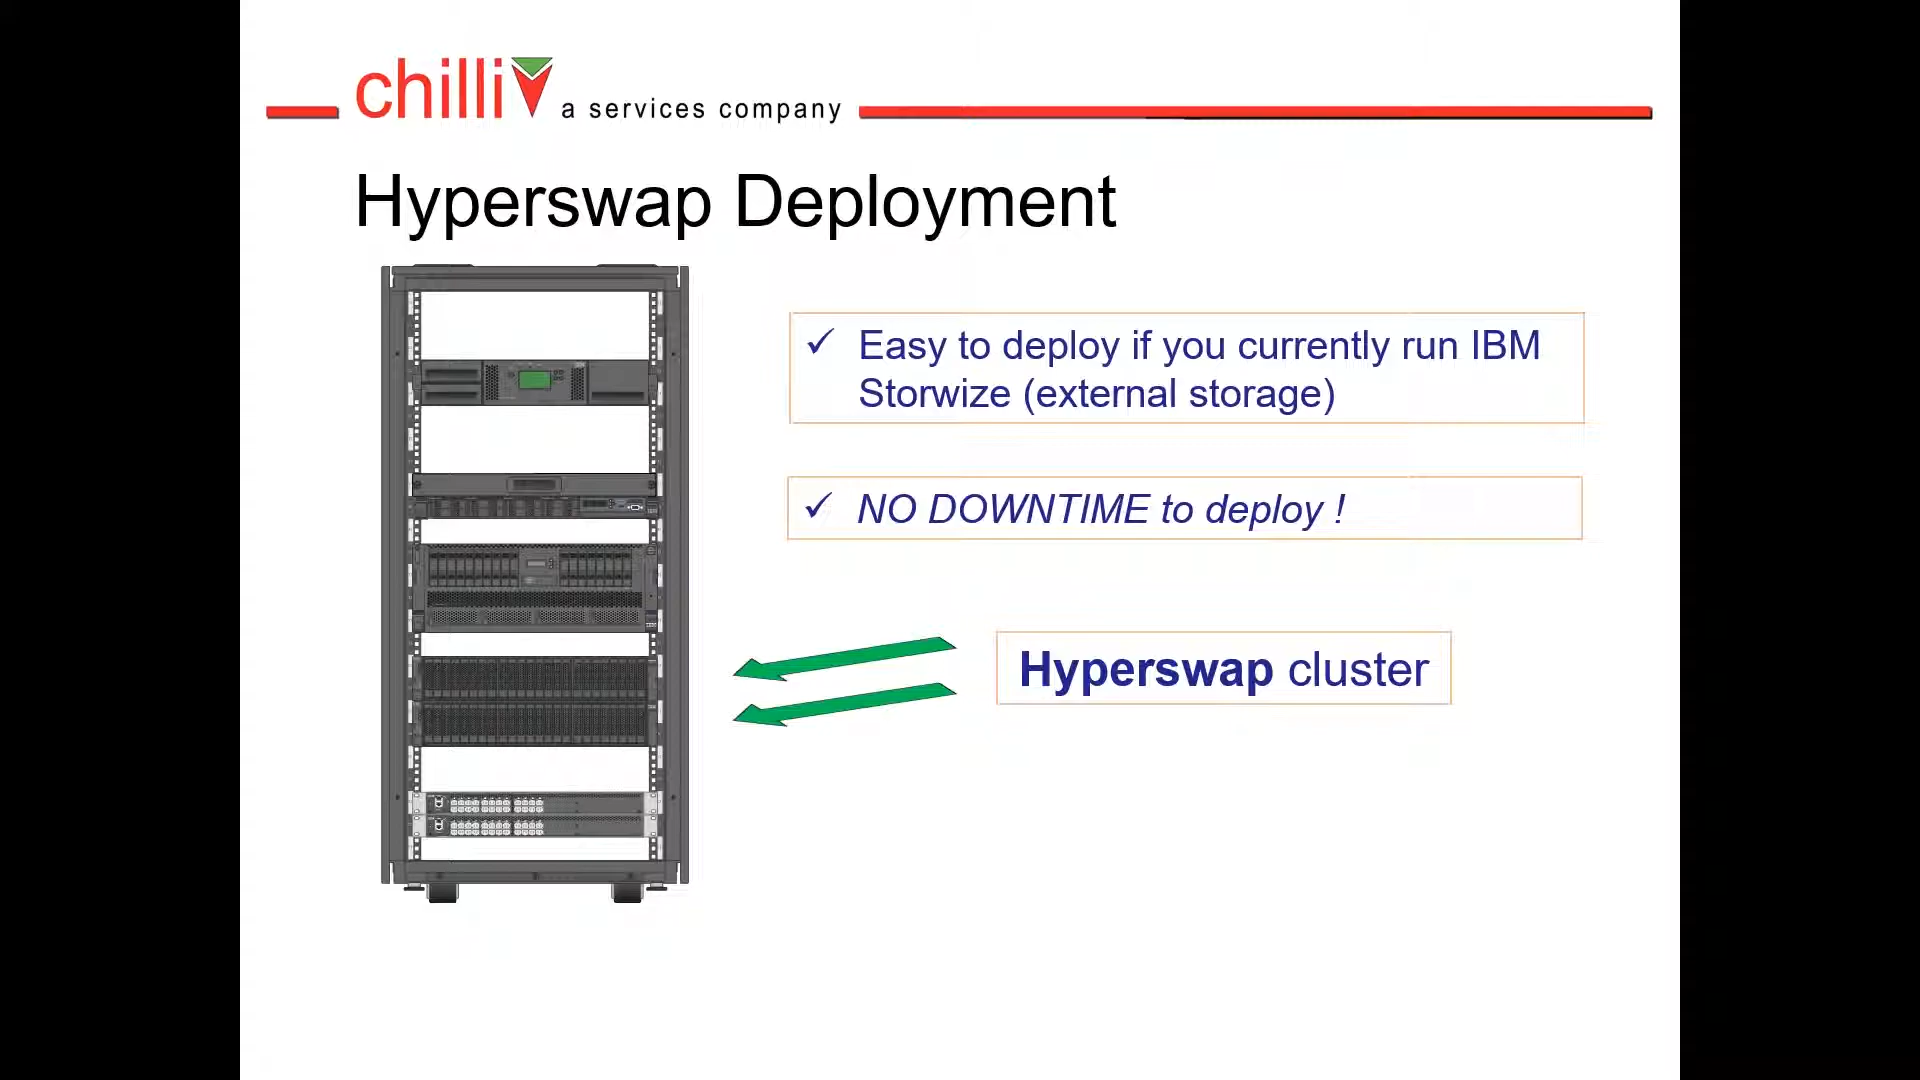 chilli a services company
Hyperswap Deployment
✓ Easy to deploy if you currently run IBM
Storwize (external storage)
✓ NO DOWNTIME to deploy !
Hyperswap cluster